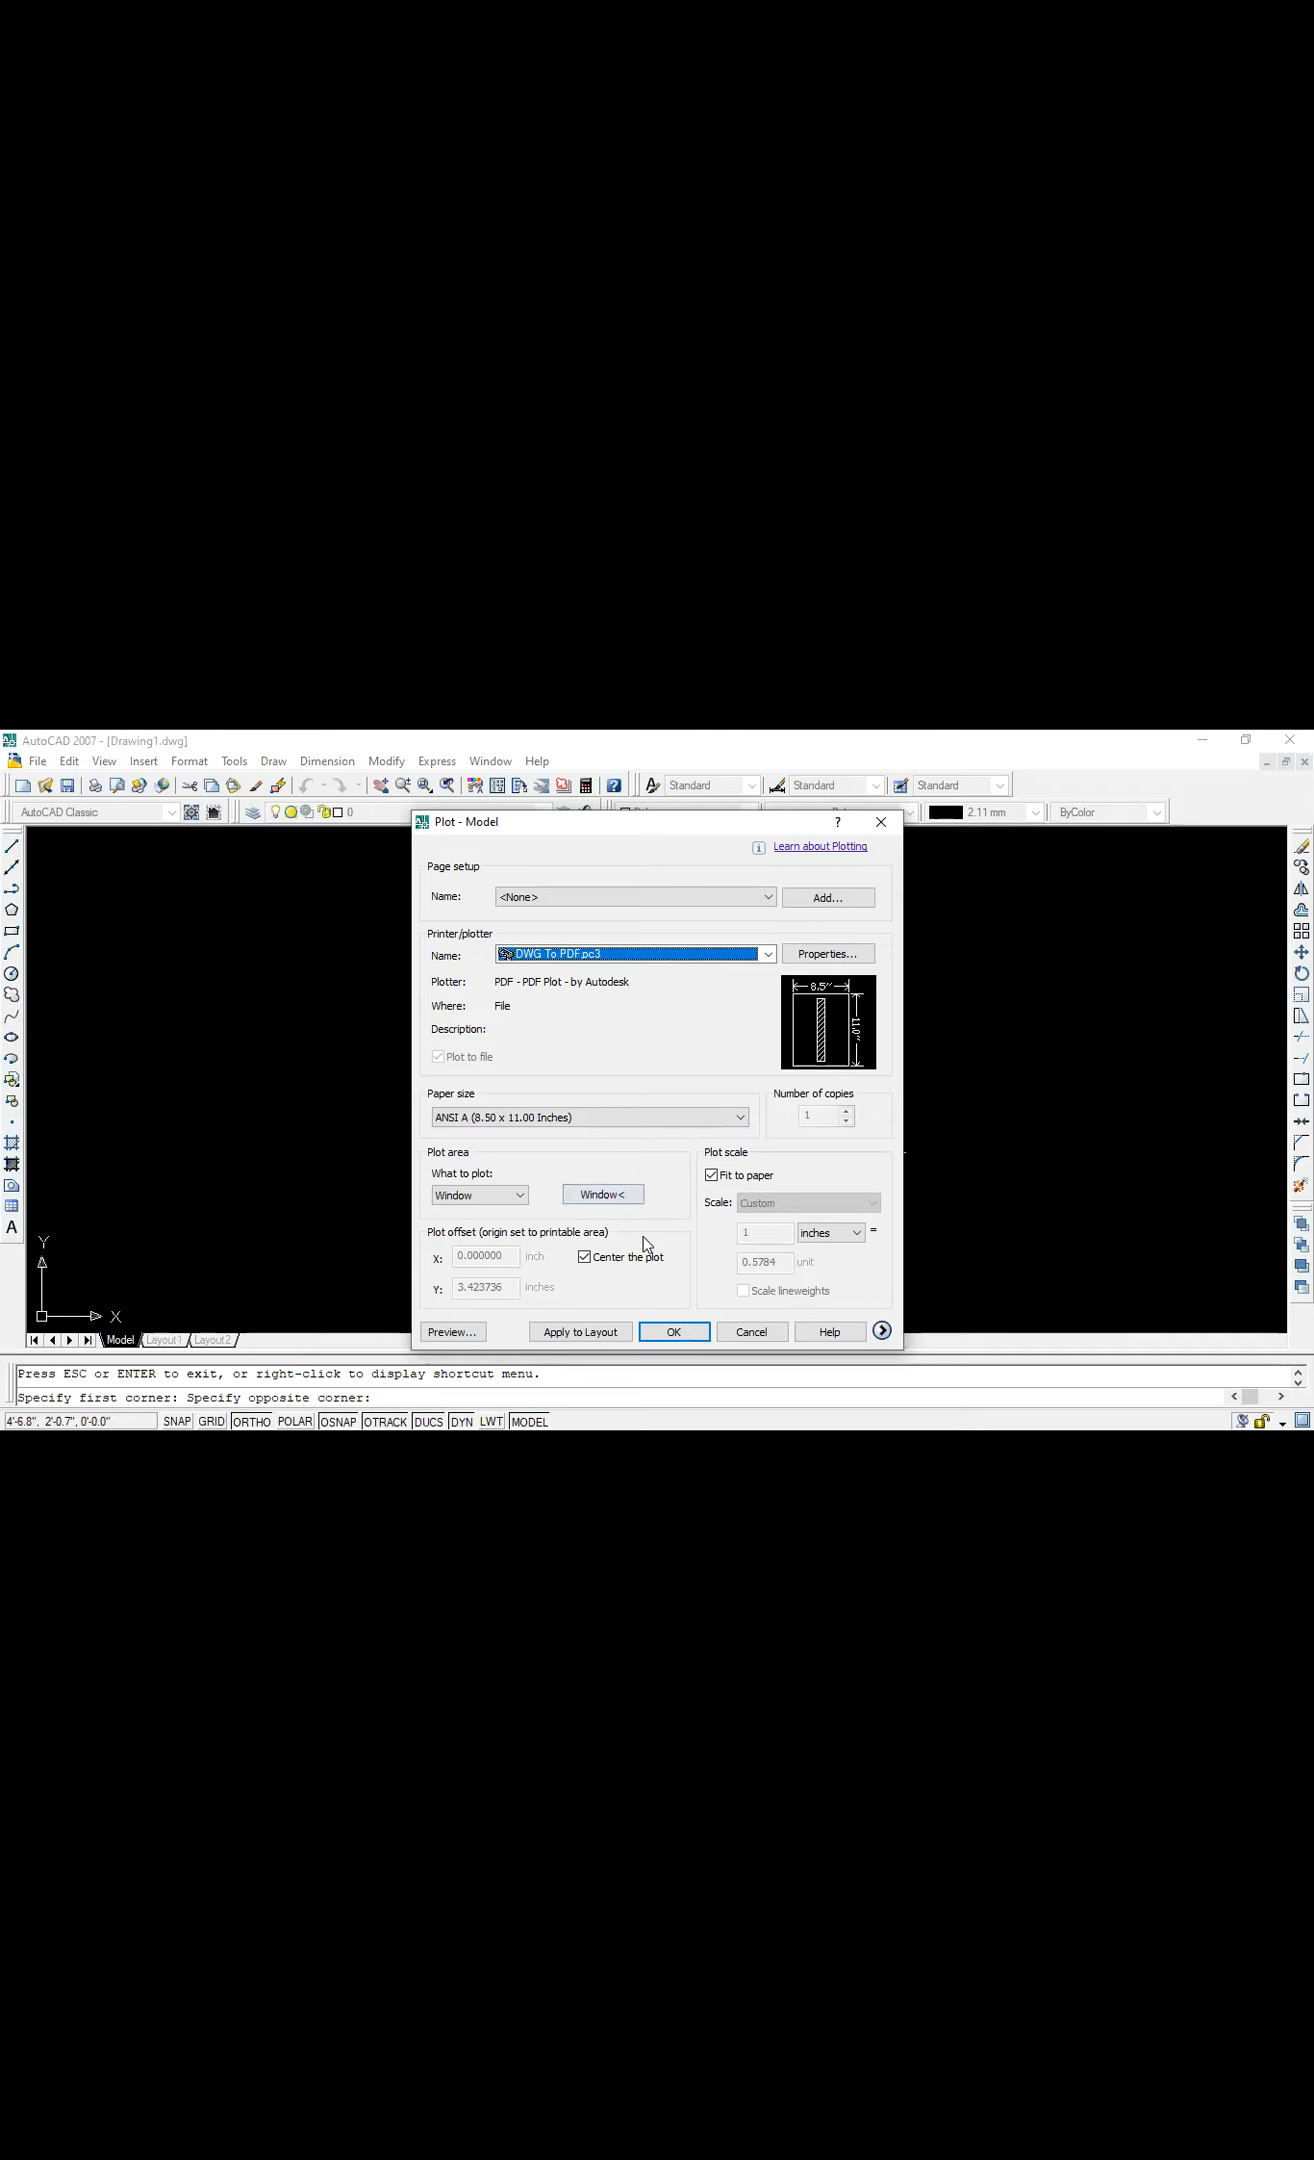 AutoCAD 2007 - [Drawing1.dwg]
File Edit View Insert Format Tools Draw Dimension Modify Express Window Help
Standard Standard Standard
AutoCAD Classic 0 2.11 mm ByColor
Plot - Model ?
Learn about Plotting
Page setup
Name: <None> Add...
Printer/plotter
Name: DWG To PDF.pc3 Properties...
Plotter: PDF - PDF Plot - by Autodesk
8.5''
Where: File
11.0''
Description:
Plot to file
Paper size Number of copies
ANSI A (8.50 x 11.00 Inches) 1
Plot area Plot scale
What to plot: Fit to paper
Window Window< Scale: Custom
Plot offset (origin set to printable area) 1 inches =
X: 0.000000 inch Center the plot 0.5784 unit
Y: 3.423736 inches Scale lineweights
Y
X
Preview... Apply to Layout OK Cancel Help
Model Layout1 Layout2
Press ESC or ENTER to exit, or right-click to display shortcut menu.
Specify first corner: Specify opposite corner:
4'-6.8", 2'-0.7", 0'-0.0" SNAP GRID ORTHO POLAR OSNAP OTRACK DUCS DYN LWT MODEL